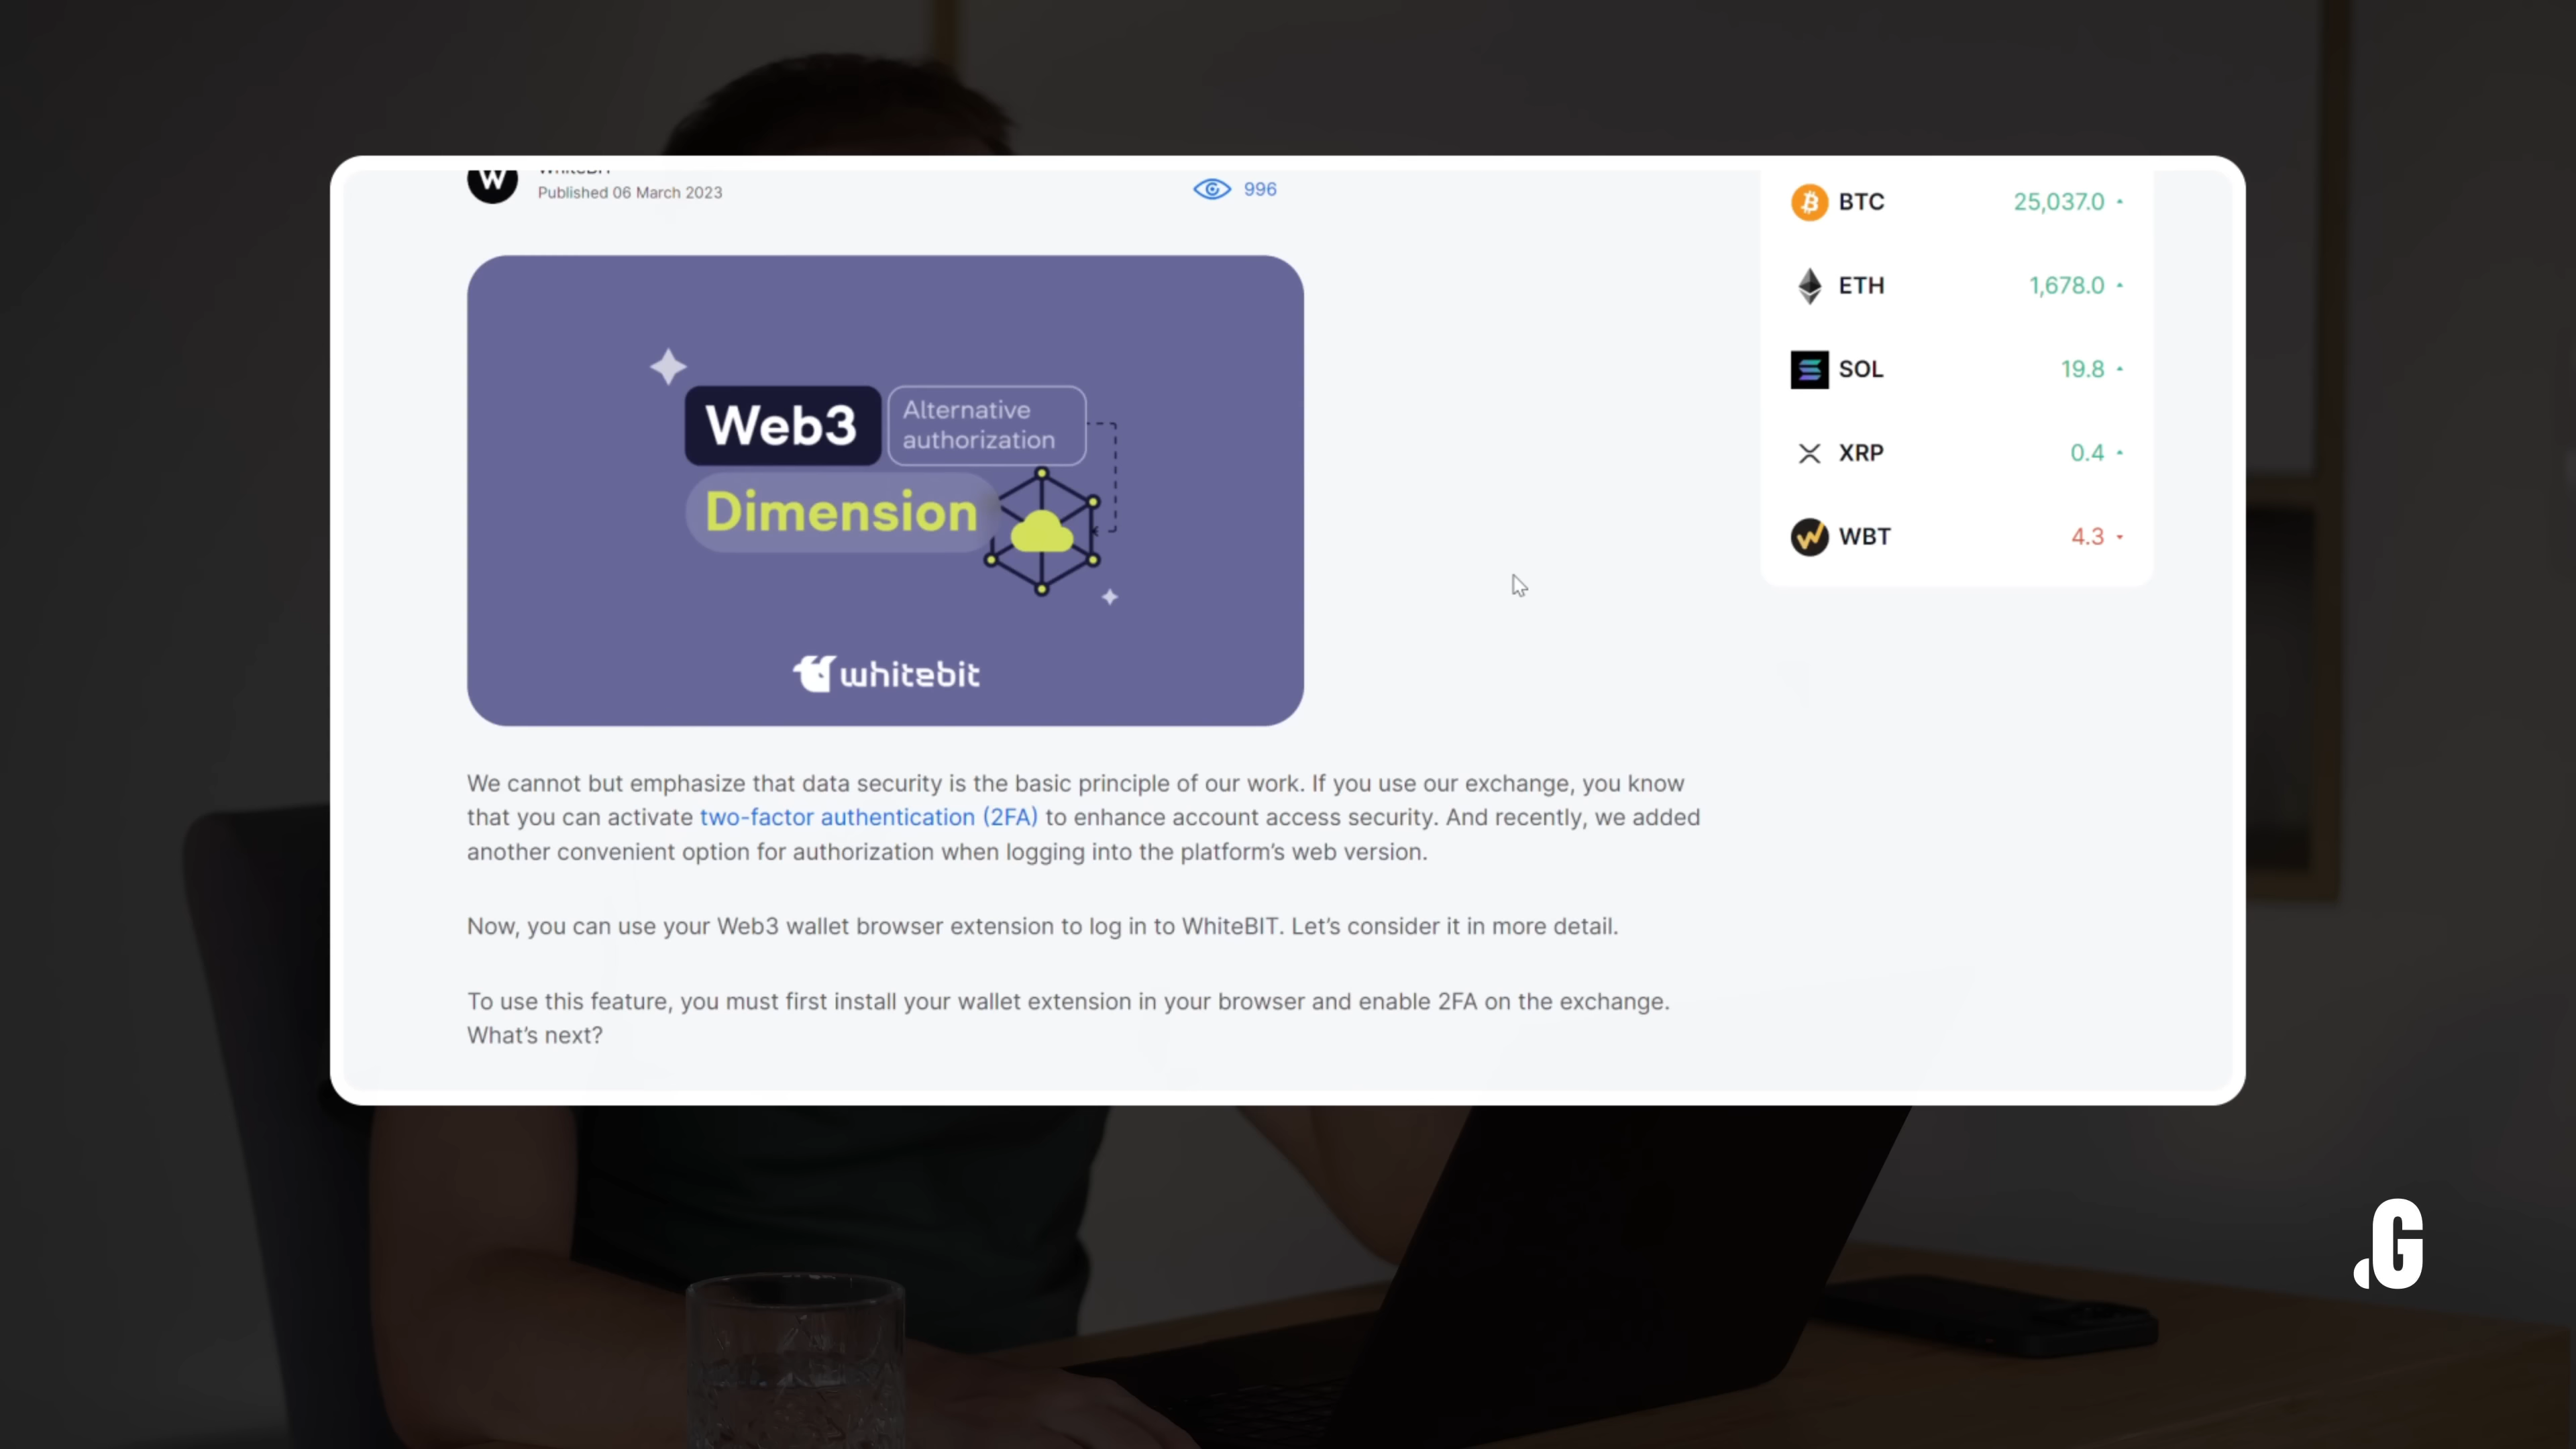 W
WhiteBIT
Published 06 March 2023
996
Web3
Alternative
authorization
Dimension
whitebit
BTC 25,037.0
ETH 1,678.0
SOL 19.8
XRP 0.4
WBT 4.3
We cannot but emphasize that data security is the basic principle of our work. If you use our exchange, you know
that you can activate two-factor authentication (2FA) to enhance account access security. And recently, we added
another convenient option for authorization when logging into the platform's web version.
Now, you can use your Web3 wallet browser extension to log in to WhiteBIT. Let's consider it in more detail.
To use this feature, you must first install your wallet extension in your browser and enable 2FA on the exchange.
What's next?
.G